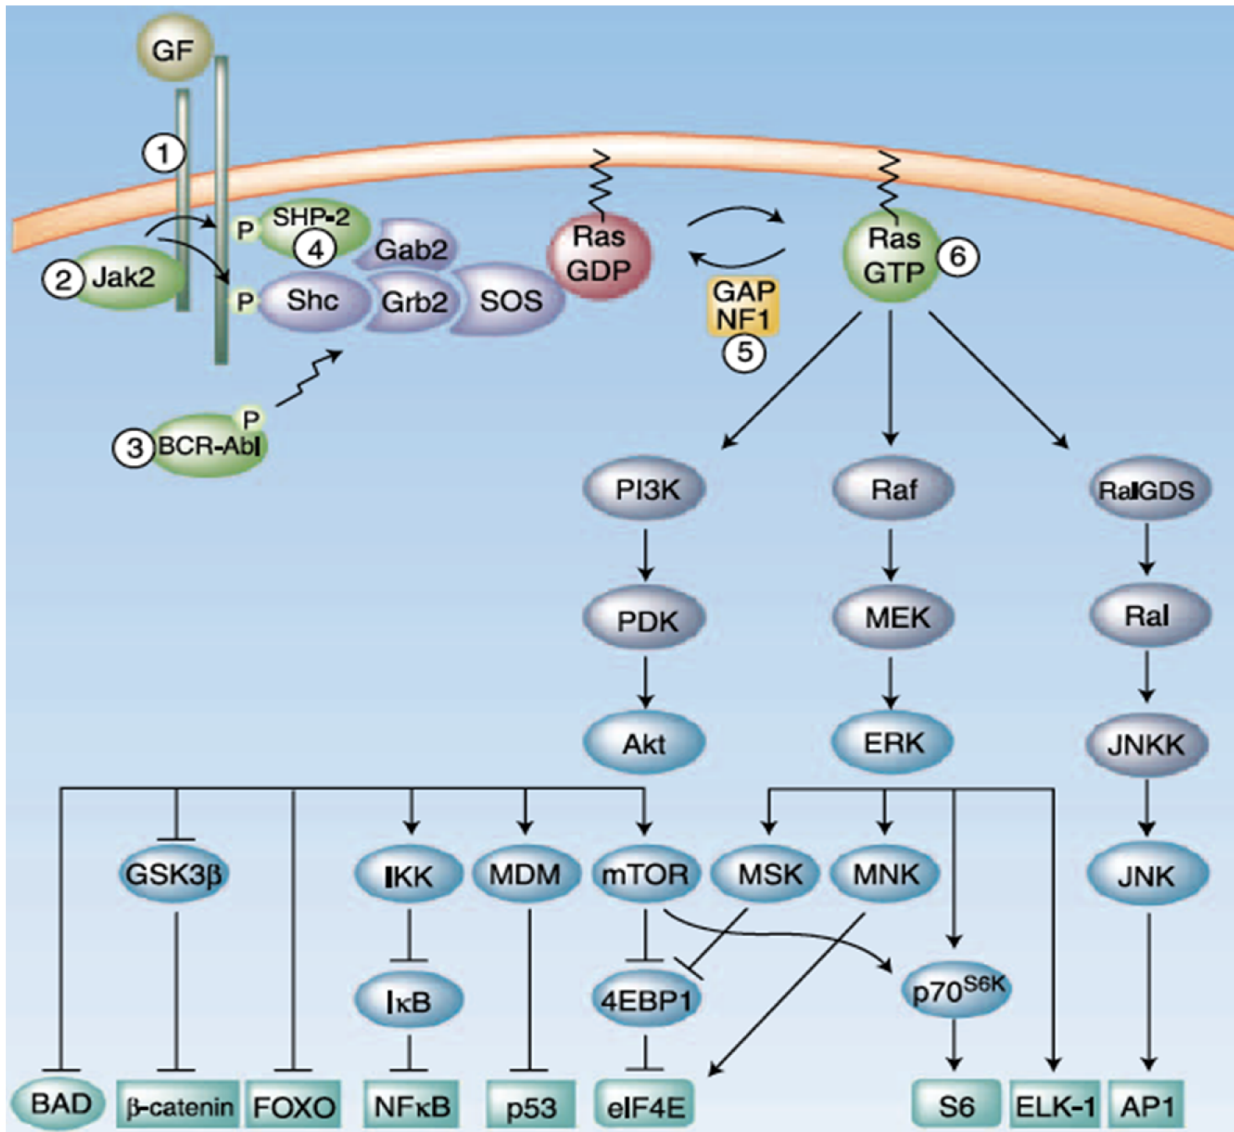 GF
1
P
SHP-2
4
Gab2
Ras
GDP
Ras
GTP
6
2
Jak2
P
Shc
Grb2
SOS
GAP
NF1
5
P
3
BCR-Abl
PI3K
Raf
RalGDS
PDK
MEK
Ral
Akt
ERK
JNKK
GSK3β
IKK
MDM
mTOR
MSK
MNK
JNK
IκB
4EBP1
p70S6K
BAD
β-catenin
FOXO
NFκB
p53
eIF4E
S6
ELK-1
AP1